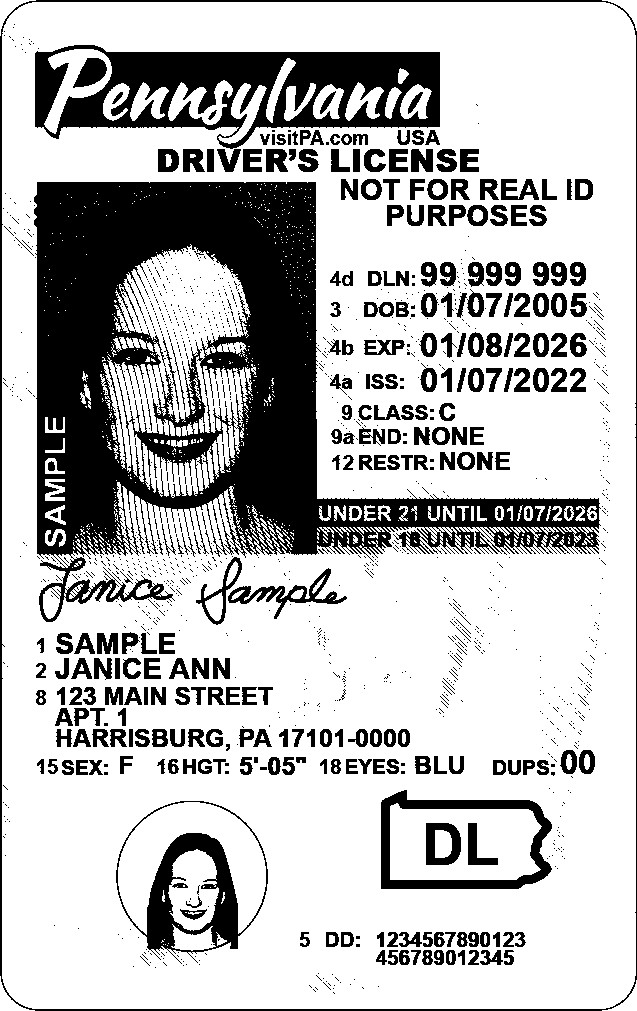 Pennsylvania
visitPA.com USA
DRIVER'S LICENSE
NOT FOR REAL ID
PURPOSES
4d DLN: 99 999 999
3 DOB: 01/07/2005
4b EXP: 01/08/2026
4a ISS: 01/07/2022
9 CLASS: C
9a END: NONE
12 RESTR: NONE
SAMPLE
UNDER 21 UNTIL 01/07/2026
UNDER 18 UNTIL 01/07/2023
Janice Sample
1 SAMPLE
2 JANICE ANN
8 123 MAIN STREET
APT. 1
HARRISBURG, PA 17101-0000
15 SEX: F 16 HGT: 5'-05" 18 EYES: BLU DUPS: 00
DL
5 DD: 1234567890123
456789012345